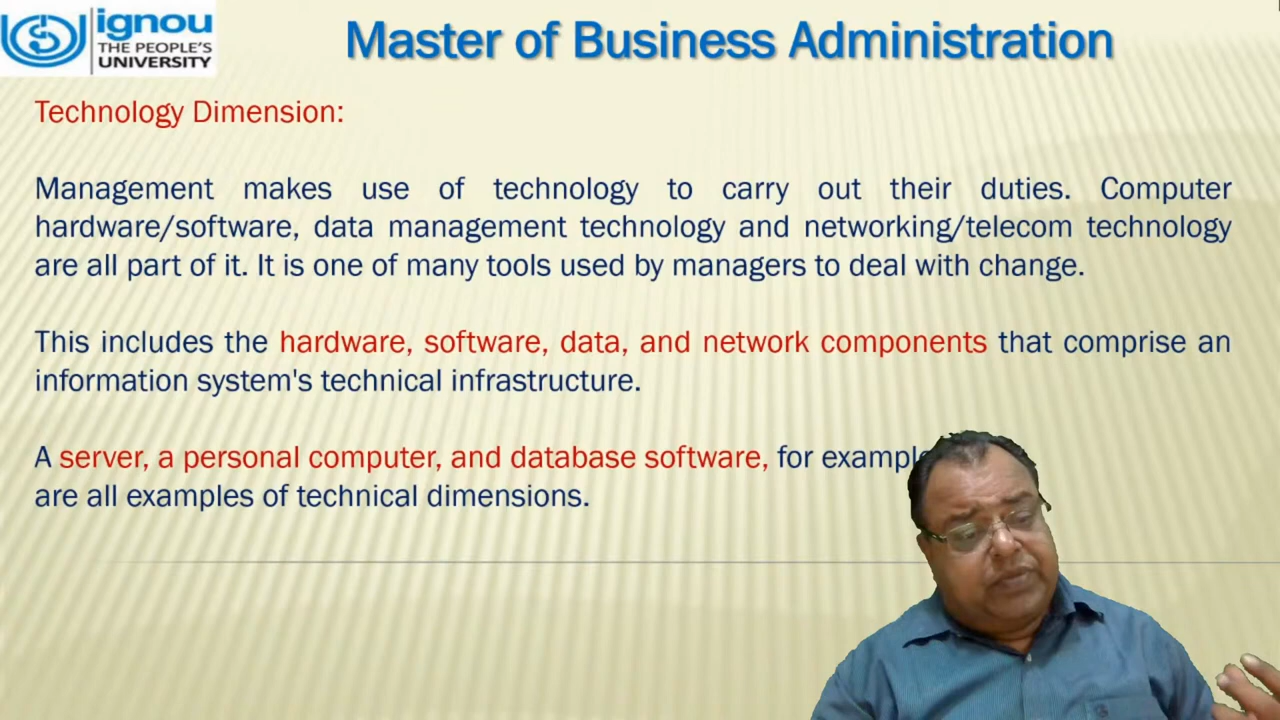 ignou
THE PEOPLE'S
UNIVERSITY
Master of Business Administration
Technology Dimension:
Management makes use of technology to carry out their duties. Computer
hardware/software, data management technology and networking/telecom technology
are all part of it. It is one of many tools used by managers to deal with change.
This includes the hardware, software, data, and network components that comprise an
information system's technical infrastructure.
A server, a personal computer, and database software, for
are all examples of technical dimensions.